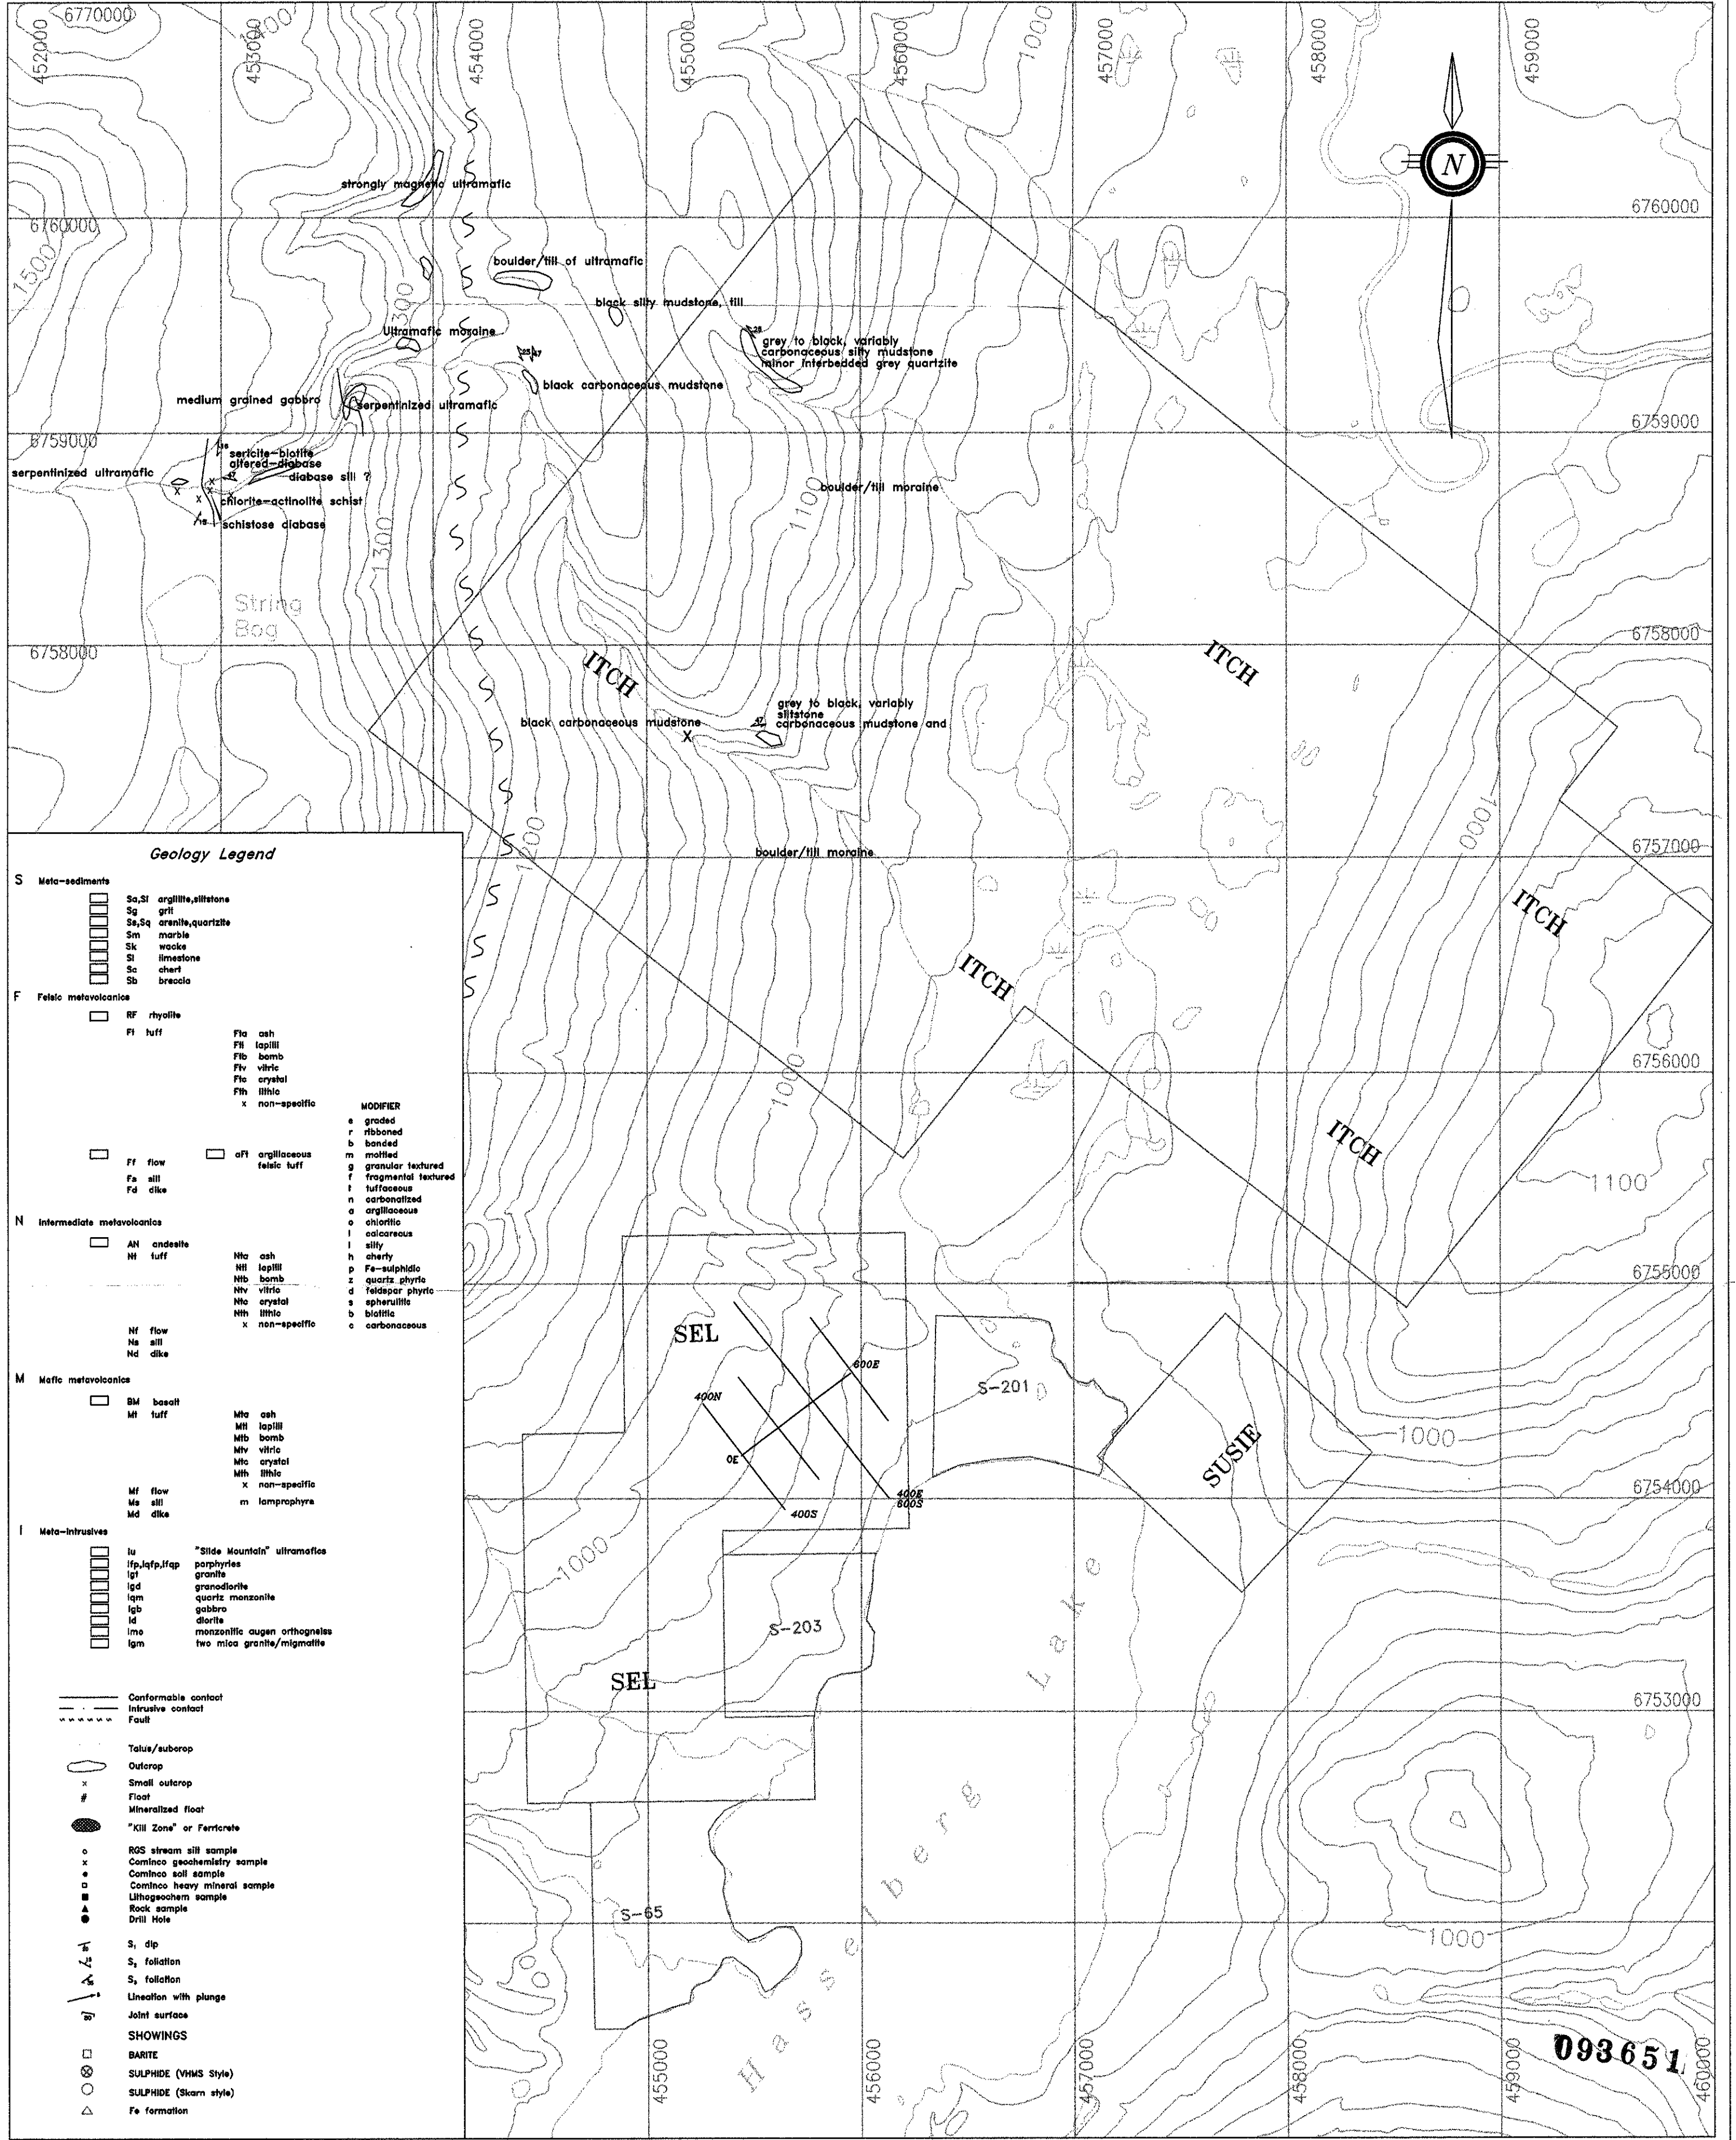 6770000
452000
453000
454000
455000
456000
1000
457000
458000
459000
N
strongly magnetic ultramafic
6760000
6760000
1500
boulder/till of ultramafic
black silty mudstone, till
1300
Ultramafic moraine
28
grey to black, variably
carbonaceous silty mudstone
minor interbedded grey quartzite
black carbonaceous mudstone
medium grained gabbro
serpentinized ultramafic
6759000
6759000
sericite-biotite
altered-diabase
serpentinized ultramafic
diabase sill ?
chlorite-actinolite schist
schistose diabase
boulder/till moraine
1100
1300
String
Bog
6758000
6758000
ITCH
ITCH
grey to black, variably
siltstone
black carbonaceous mudstone
carbonaceous mudstone and
1000
1200
boulder/till moraine
6757000
ITCH
ITCH
1000
6756000
ITCH
1100
6755000
SEL
600E
400N
S-201
OE
SUSIE
1000
400E
600S
6754000
400S
1000
S-203
Lake
SEL
6753000
S-65
Hasselberg
1000
455000
456000
457000
458000
459000
460000
093651
Geology Legend
S Meta-sediments
Sa,Sl argillite,siltstone
Sg grit
Ss,Sq arenite,quartzite
Sm marble
Sk wacke
Sl limestone
Sc chert
Sb breccia
F Felsic metavolcanics
RF rhyolite
Ft tuff
Fta ash
Ftl lapilli
Ftb bomb
Ftv vitric
Ftc crystal
Fth lithic
x non-specific
Ff flow
aFt argillaceous
felsic tuff
Fs sill
Fd dike
MODIFIER
e graded
r ribboned
b banded
m mottled
g granular textured
f fragmental textured
t tuffaceous
n carbonatized
a argillaceous
o chloritic
l calcareous
i silty
h cherty
p Fe-sulphidic
z quartz phyric
d feldspar phyric
s spherulitic
b biotitic
c carbonaceous
N Intermediate metavolcanics
AN andesite
Nt tuff
Nta ash
Ntl lapilli
Ntb bomb
Ntv vitric
Ntc crystal
Nth lithic
x non-specific
Nf flow
Ns sill
Nd dike
M Mafic metavolcanics
BM basalt
Mt tuff
Mta ash
Mtl lapilli
Mtb bomb
Mtv vitric
Mtc crystal
Mth lithic
x non-specific
Mf flow
Ms sill
m lamprophyre
Md dike
I Meta-intrusives
Iu "Slide Mountain" ultramafics
Ifp,Iqfp,Ifqp porphyries
Igt granite
Igd granodiorite
Iqm quartz monzonite
Igb gabbro
Id diorite
Imo monzonitic augen orthogneiss
Igm two mica granite/migmatite
Conformable contact
Intrusive contact
Fault
Talus/subcrop
Outcrop
x Small outcrop
# Float
Mineralized float
"Kill Zone" or Ferricrete
RGS stream silt sample
Cominco geochemistry sample
Cominco soil sample
Cominco heavy mineral sample
Lithogeochem sample
Rock sample
Drill Hole
S₁ dip
S₂ foliation
S₃ foliation
Lineation with plunge
Joint surface
SHOWINGS
BARITE
SULPHIDE (VHMS Style)
SULPHIDE (Skarn style)
Fe formation